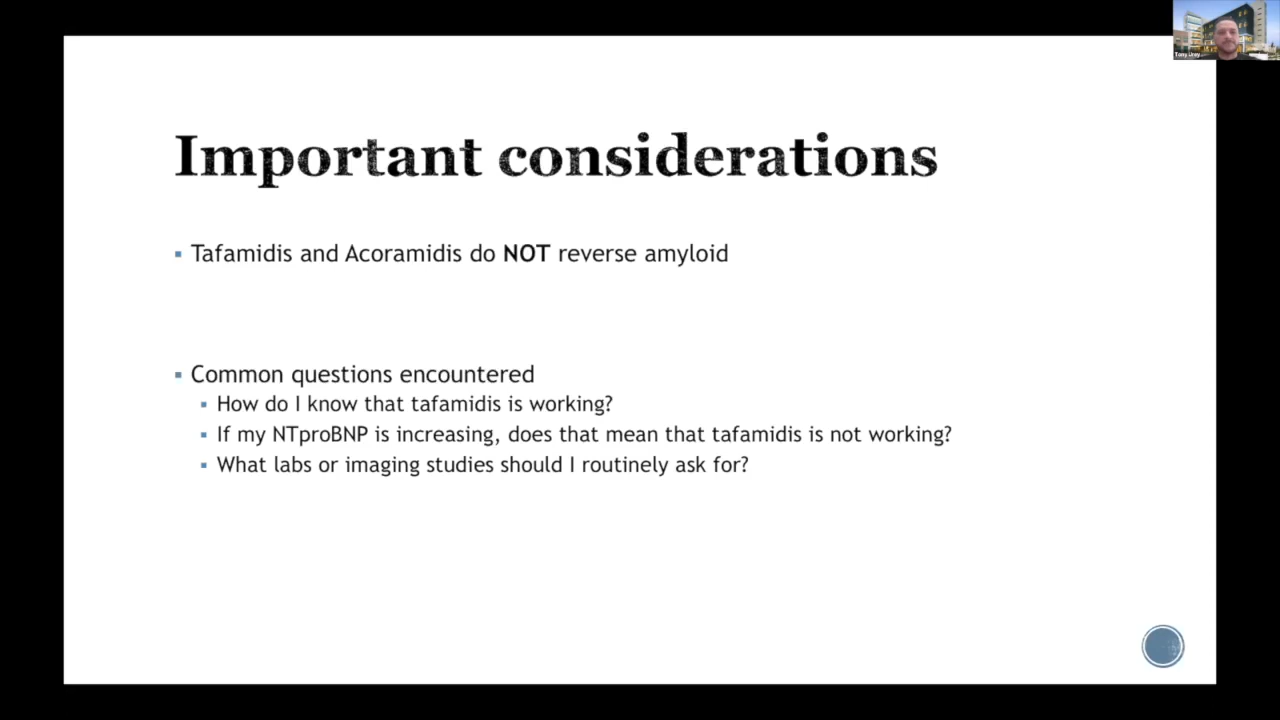 Important considerations
Tafamidis and Acoramidis do NOT reverse amyloid
Common questions encountered
How do I know that tafamidis is working?
If my NTproBNP is increasing, does that mean that tafamidis is not working?
What labs or imaging studies should I routinely ask for?